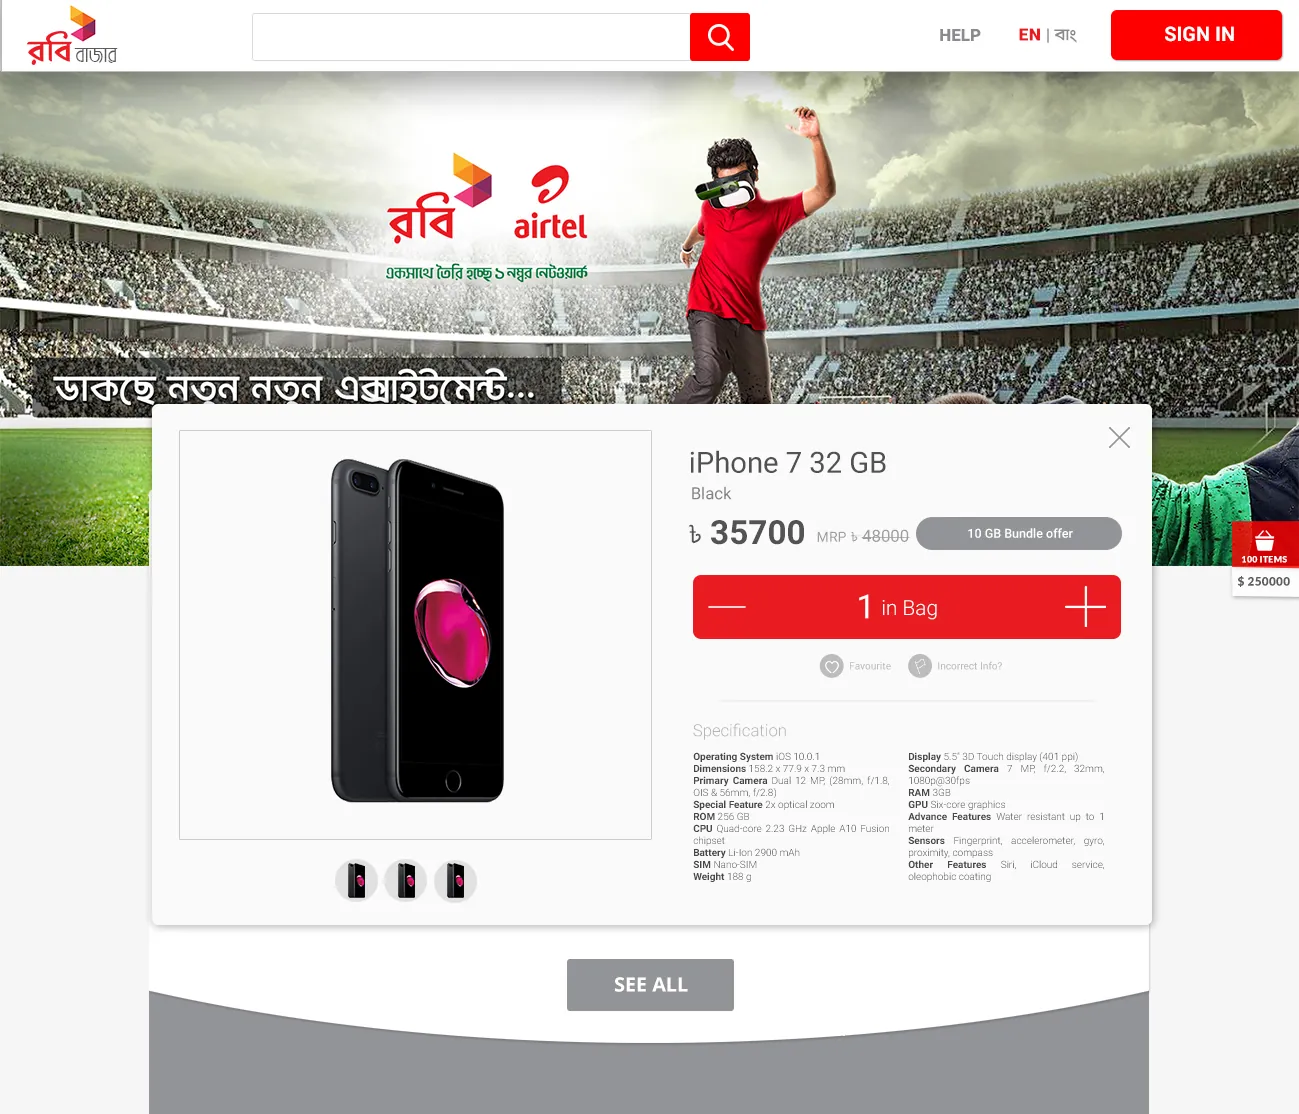 রবি বাজার
HELP
EN | বাং
SIGN IN
রবি
airtel
একসাথে তৈরি হচ্ছে ১ নম্বর নেটওয়ার্ক
ডাকছে নতুন নতুন এক্সাইটমেন্ট...
iPhone 7 32 GB
Black
৳ 35700 MRP ৳ 48000
10 GB Bundle offer
100 ITEMS
$ 250000
1 in Bag
Favourite
Incorrect Info?
Specification
Operating System iOS 10.0.1
Dimensions 158.2 x 77.9 x 7.3 mm
Primary Camera Dual 12 MP, (28mm, f/1.8,
OIS & 56mm, f/2.8)
Special Feature 2x optical zoom
ROM 256 GB
CPU Quad-core 2.23 GHz Apple A10 Fusion
chipset
Battery Li-Ion 2900 mAh
SIM Nano-SIM
Weight 188 g
Display 5.5" 3D Touch display (401 ppi)
Secondary Camera 7 MP, f/2.2, 32mm,
1080p@30fps
RAM 3GB
GPU Six-core graphics
Advance Features Water resistant up to 1
meter
Sensors Fingerprint, accelerometer, gyro,
proximity, compass
Other Features Siri, iCloud service,
oleophobic coating
SEE ALL